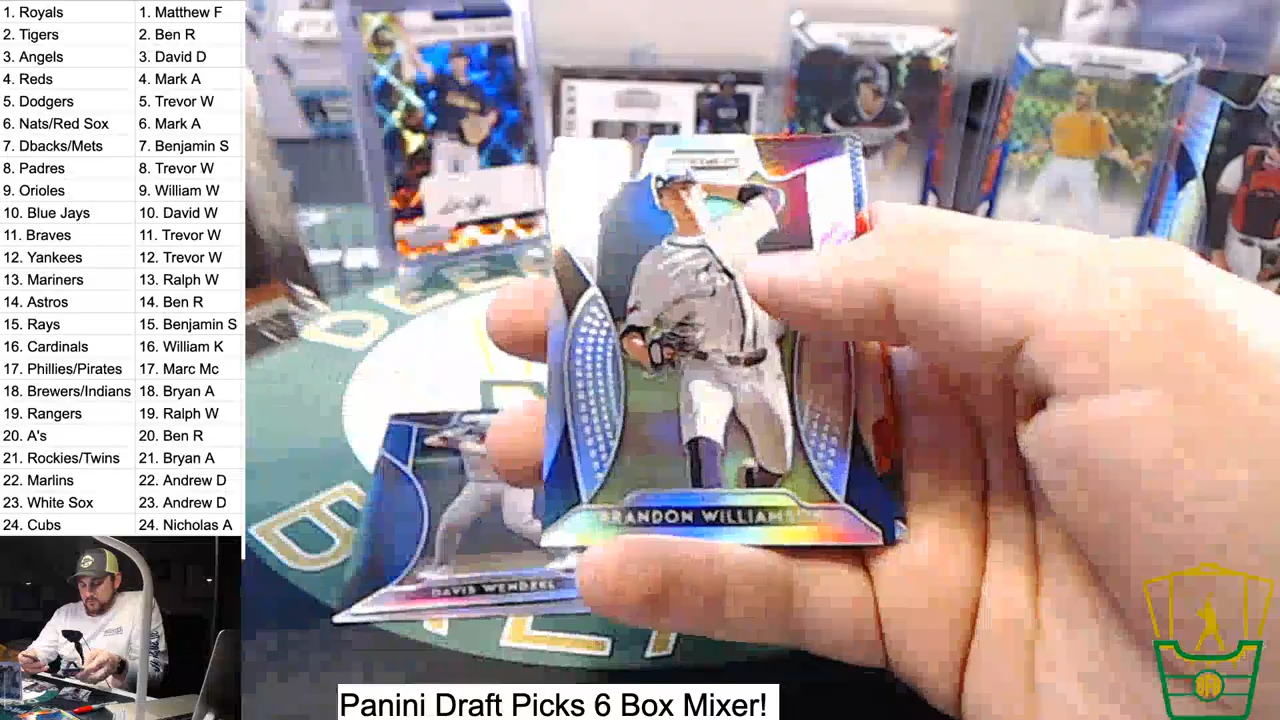 1. Royals
1. Matthew F
2. Tigers
2. Ben R
3. Angels
3. David D
4. Reds
4. Mark A
5. Dodgers
5. Trevor W
6. Nats/Red Sox
6. Mark A
7. Dbacks/Mets
7. Benjamin S
8. Padres
8. Trevor W
9. Orioles
9. William W
10. Blue Jays
10. David W
11. Braves
11. Trevor W
12. Yankees
12. Trevor W
13. Mariners
13. Ralph W
14. Astros
14. Ben R
15. Rays
15. Benjamin S
16. Cardinals
16. William K
17. Phillies/Pirates
17. Marc Mc
18. Brewers/Indians
18. Bryan A
19. Rangers
19. Ralph W
20. A's
20. Ben R
21. Rockies/Twins
21. Bryan A
22. Marlins
22. Andrew D
23. White Sox
23. Andrew D
24. Cubs
24. Nicholas A
BRANDON
DAVIS WENDZEL
Panini Draft Picks 6 Box Mixer!